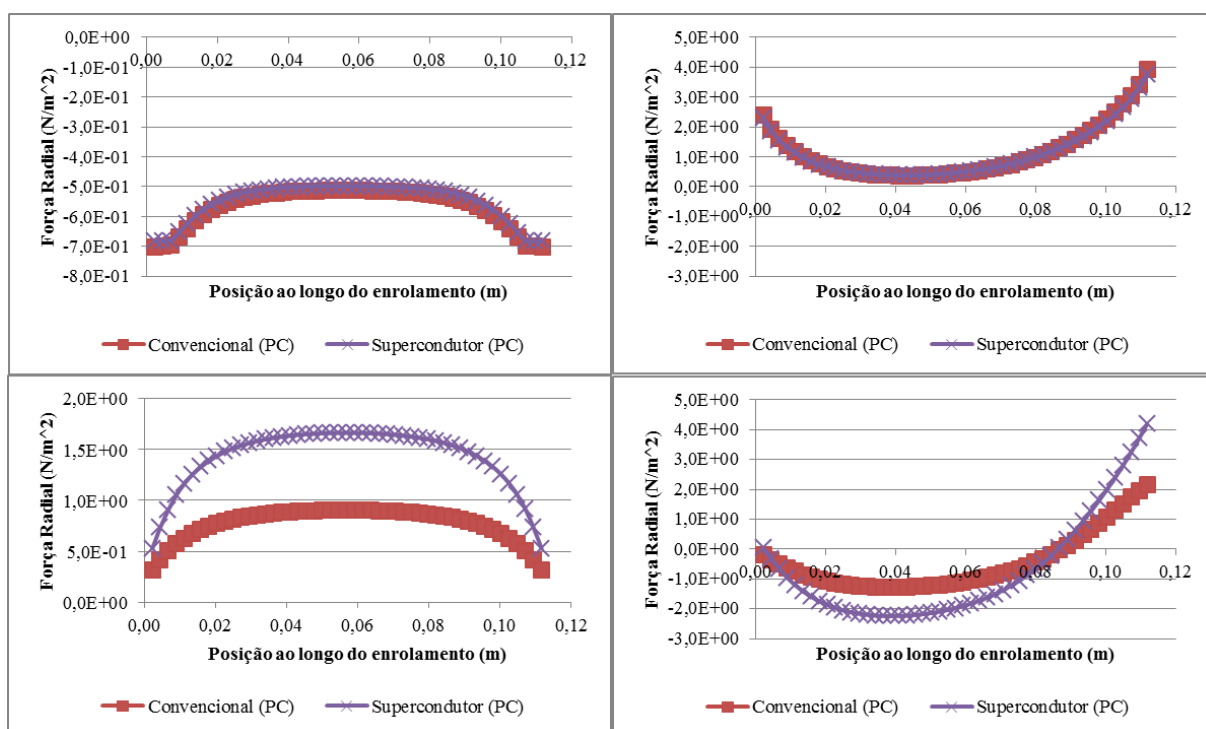 0,0E+00
0,00 0,02 0,04 0,06 0,08 0,10 0,12
-1,0E-01
-2,0E-01
-3,0E-01
-4,0E-01
-5,0E-01
-6,0E-01
-7,0E-01
-8,0E-01
Força Radial (N/m^2)
Posição ao longo do enrolamento (m)
Convencional (PC) Supercondutor (PC)
5,0E+00
4,0E+00
3,0E+00
2,0E+00
1,0E+00
0,0E+00
0,00 0,02 0,04 0,06 0,08 0,10 0,12
-1,0E+00
-2,0E+00
-3,0E+00
Força Radial (N/m^2)
Posição ao longo do enrolamento (m)
Convencional (PC) Supercondutor (PC)
2,0E+00
1,5E+00
1,0E+00
5,0E-01
0,0E+00
0,00 0,02 0,04 0,06 0,08 0,10 0,12
Força Radial (N/m^2)
Posição ao longo do enrolamento (m)
Convencional (PC) Supercondutor (PC)
5,0E+00
4,0E+00
3,0E+00
2,0E+00
1,0E+00
0,0E+00
0,00 0,02 0,04 0,06 0,08 0,10 0,12
-1,0E+00
-2,0E+00
-3,0E+00
Força Radial (N/m^2)
Posição ao longo do enrolamento (m)
Convencional (PC) Supercondutor (PC)